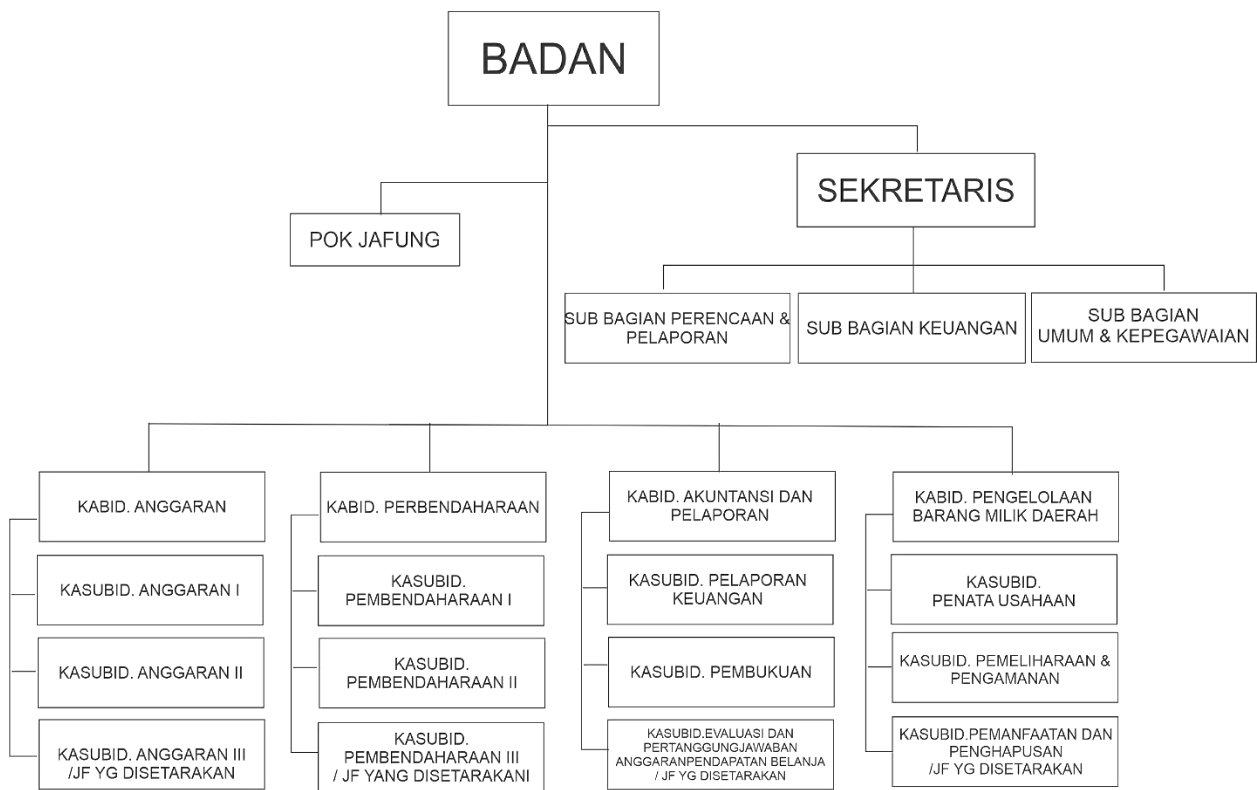 BADAN
SEKRETARIS
POK JAFUNG
SUB BAGIAN PERENCAAN &
PELAPORAN
SUB BAGIAN KEUANGAN
SUB BAGIAN
UMUM & KEPEGAWAIAN
KABID. ANGGARAN
KABID. PERBENDAHARAAN
KABID. AKUNTANSI DAN
PELAPORAN
KABID. PENGELOLAAN
BARANG MILIK DAERAH
KASUBID. ANGGARAN I
KASUBID.
PEMBENDAHARAAN I
KASUBID. PELAPORAN
KEUANGAN
KASUBID.
PENATA USAHAAN
KASUBID. ANGGARAN II
KASUBID.
PEMBENDAHARAAN II
KASUBID. PEMBUKUAN
KASUBID. PEMELIHARAAN &
PENGAMANAN
KASUBID. ANGGARAN III
/JF YG DISETARAKAN
KASUBID.
PEMBENDAHARAAN III
/ JF YANG DISETARAKANI
KASUBID.EVALUASI DAN
PERTANGGUNGJAWABAN
ANGGARANPENDAPATAN BELANJA
/ JF YG DISETARAKAN
KASUBID.PEMANFAATAN DAN
PENGHAPUSAN
/JF YG DISETARAKAN